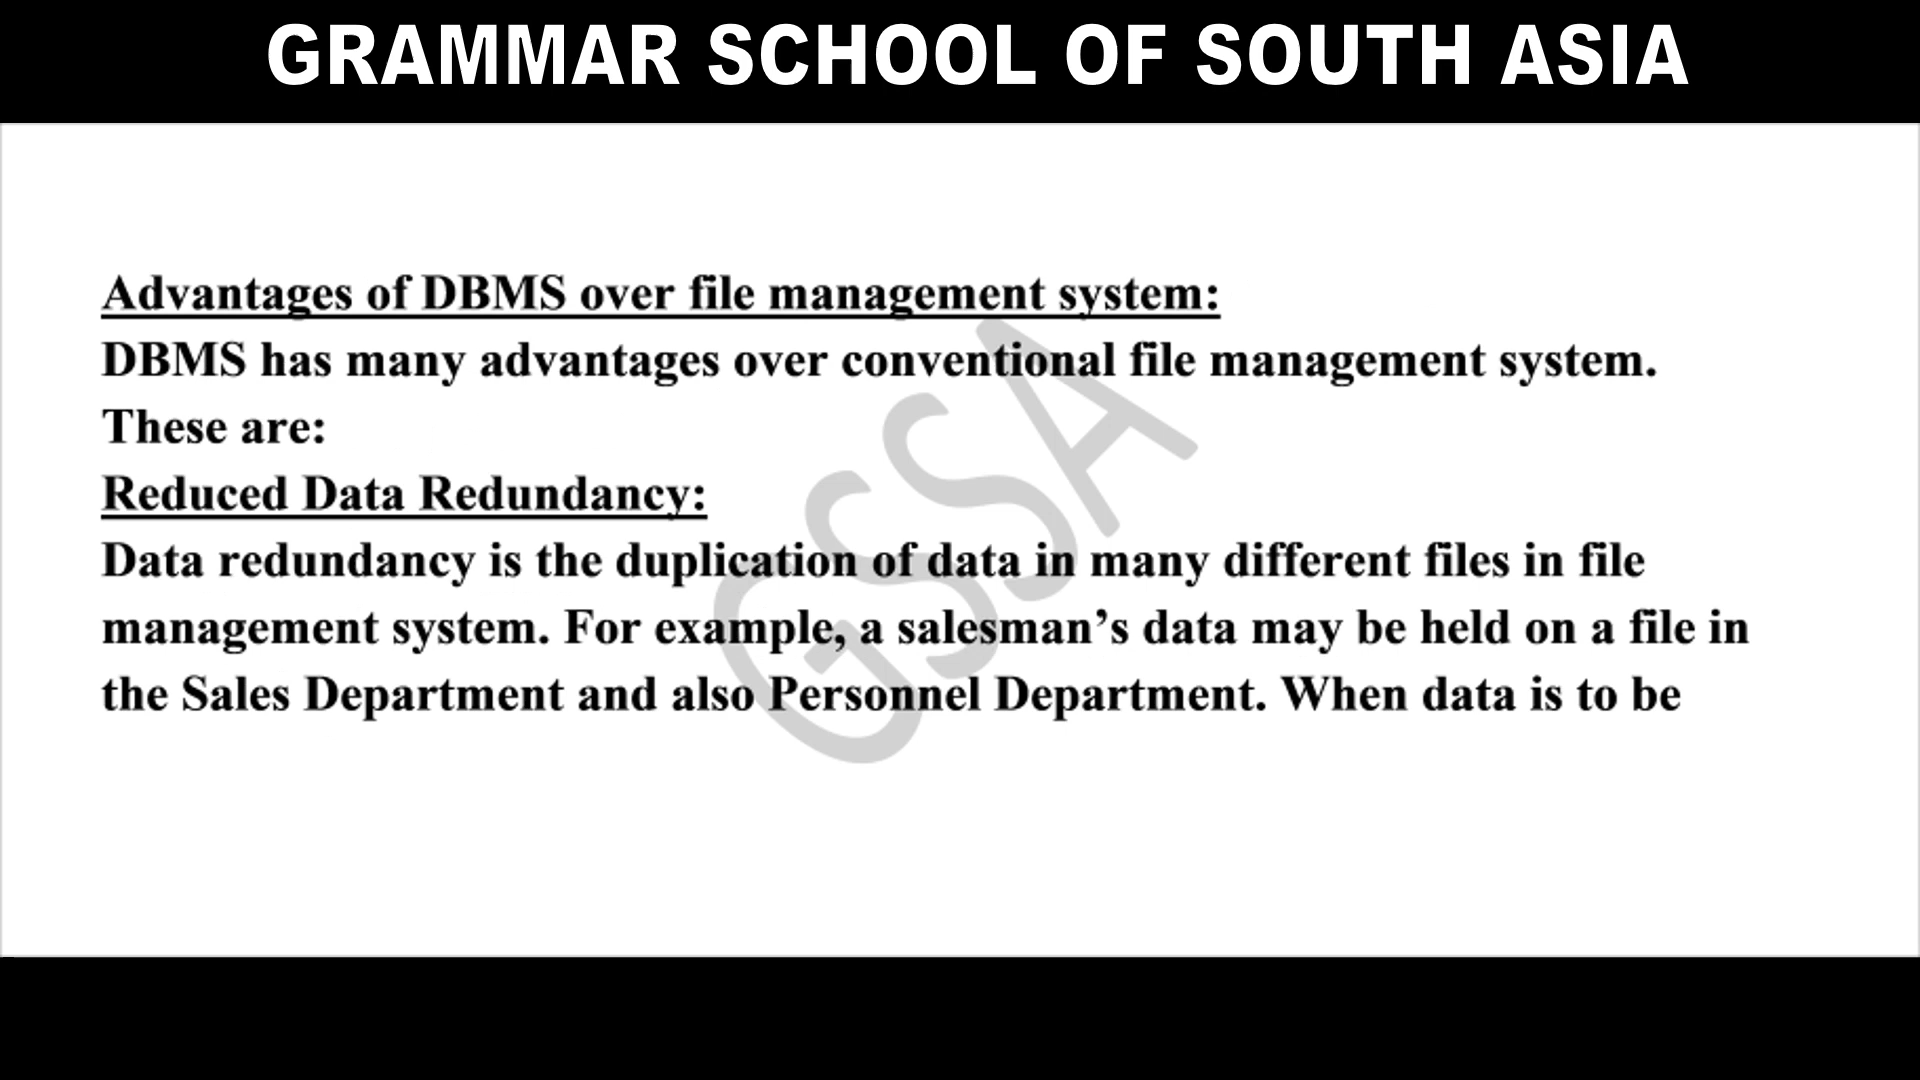 GRAMMAR SCHOOL OF SOUTH ASIA
Advantages of DBMS over file management system:
DBMS has many advantages over conventional file management system.
These are:
Reduced Data Redundancy:
Data redundancy is the duplication of data in many different files in file
management system. For example, a salesman’s data may be held on a file in
the Sales Department and also Personnel Department. When data is to be
GSSA